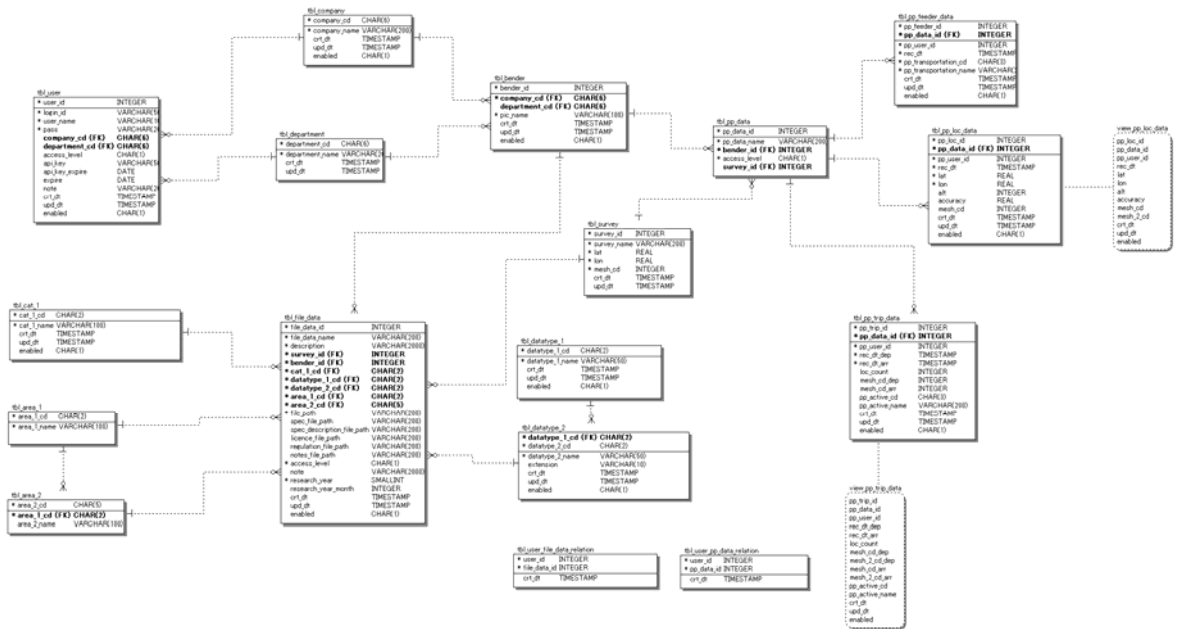 tbl_company
* company_cd CHAR(6)
* company_name VARCHAR(200)
crt_dt TIMESTAMP
upd_dt TIMESTAMP
enabled CHAR(1)
tbl_user
* user_id INTEGER
* login_id
* user_name
* pass
company_cd (FK) CHAR(6)
department_cd (FK) CHAR(6)
access_level CHAR(1)
api_key
api_key_expire DATE
expire DATE
note
crt_dt TIMESTAMP
upd_dt TIMESTAMP
enabled CHAR(1)
tbl_department
* department_cd CHAR(6)
* department_name
crt_dt TIMESTAMP
upd_dt TIMESTAMP
enabled CHAR(1)
tbl_bender
* bender_id INTEGER
* company_cd (FK) CHAR(6)
department_cd (FK) CHAR(6)
* pic_name VARCHAR(100)
crt_dt TIMESTAMP
upd_dt TIMESTAMP
enabled CHAR(1)
tbl_pp_data
* pp_data_id INTEGER
* pp_data_name VARCHAR(200)
* bender_id (FK) INTEGER
* access_level CHAR(1)
survey_id (FK) INTEGER
tbl_pp_feeder_data
* pp_feeder_id INTEGER
* pp_data_id (FK) INTEGER
* pp_user_id INTEGER
* rec_dt TIMESTAMP
* pp_transportation_cd CHAR(3)
* pp_transportation_name
crt_dt TIMESTAMP
upd_dt TIMESTAMP
enabled CHAR(1)
tbl_pp_loc_data
* pp_loc_id INTEGER
* pp_data_id (FK) INTEGER
* pp_user_id INTEGER
* rec_dt TIMESTAMP
* lat REAL
* lon REAL
alt INTEGER
accuracy REAL
mesh_cd INTEGER
crt_dt TIMESTAMP
upd_dt TIMESTAMP
enabled CHAR(1)
view_pp_loc_data
pp_loc_id
pp_data_id
pp_user_id
rec_dt
lat
lon
alt
accuracy
mesh_cd
mesh_2_cd
crt_dt
upd_dt
enabled
tbl_survey
* survey_id INTEGER
* survey_name VARCHAR(200)
* lat REAL
* lon REAL
* mesh_cd INTEGER
crt_dt TIMESTAMP
upd_dt TIMESTAMP
tbl_cat_1
* cat_1_cd CHAR(2)
* cat_1_name VARCHAR(100)
crt_dt TIMESTAMP
upd_dt TIMESTAMP
enabled CHAR(1)
tbl_area_1
* area_1_cd CHAR(2)
* area_1_name VARCHAR(100)
tbl_area_2
* area_2_cd CHAR(5)
* area_1_cd (FK) CHAR(2)
area_2_name VARCHAR(100)
tbl_file_data
* file_data_id INTEGER
* file_data_name VARCHAR(200)
* description VARCHAR(2000)
* survey_id (FK) INTEGER
* bender_id (FK) INTEGER
* cat_1_cd (FK) CHAR(2)
* datatype_1_cd (FK) CHAR(2)
* datatype_2_cd (FK) CHAR(2)
* area_1_cd (FK) CHAR(2)
* area_2_cd (FK) CHAR(5)
* file_path VARCHAR(200)
spec_file_path VARCHAR(200)
spec_description_file_path VARCHAR(200)
licence_file_path VARCHAR(200)
regulation_file_path VARCHAR(200)
notes_file_path VARCHAR(200)
* access_level CHAR(1)
note VARCHAR(2000)
* research_year SMALLINT
research_year_month INTEGER
crt_dt TIMESTAMP
upd_dt TIMESTAMP
enabled CHAR(1)
tbl_datatype_1
* datatype_1_cd CHAR(2)
* datatype_1_name VARCHAR(50)
crt_dt TIMESTAMP
upd_dt TIMESTAMP
enabled CHAR(1)
tbl_datatype_2
* datatype_1_cd (FK) CHAR(2)
* datatype_2_cd CHAR(2)
* datatype_2_name VARCHAR(50)
extension VARCHAR(10)
crt_dt TIMESTAMP
upd_dt TIMESTAMP
enabled CHAR(1)
tbl_pp_trip_data
* pp_trip_id INTEGER
* pp_data_id (FK) INTEGER
* pp_user_id INTEGER
* rec_dt_dep TIMESTAMP
* rec_dt_arr TIMESTAMP
loc_count INTEGER
mesh_cd_dep INTEGER
mesh_cd_arr INTEGER
pp_active_cd CHAR(3)
pp_active_name VARCHAR(200)
crt_dt TIMESTAMP
upd_dt TIMESTAMP
enabled CHAR(1)
view_pp_trip_data
pp_trip_id
pp_data_id
pp_user_id
rec_dt_dep
rec_dt_arr
loc_count
mesh_cd_dep
mesh_2_cd_dep
mesh_cd_arr
mesh_2_cd_arr
pp_active_cd
pp_active_name
crt_dt
upd_dt
enabled
tbl_user_file_data_relation
* user_id INTEGER
* file_data_id INTEGER
crt_dt TIMESTAMP
tbl_user_pp_data_relation
* user_id INTEGER
* pp_data_id INTEGER
crt_dt TIMESTAMP